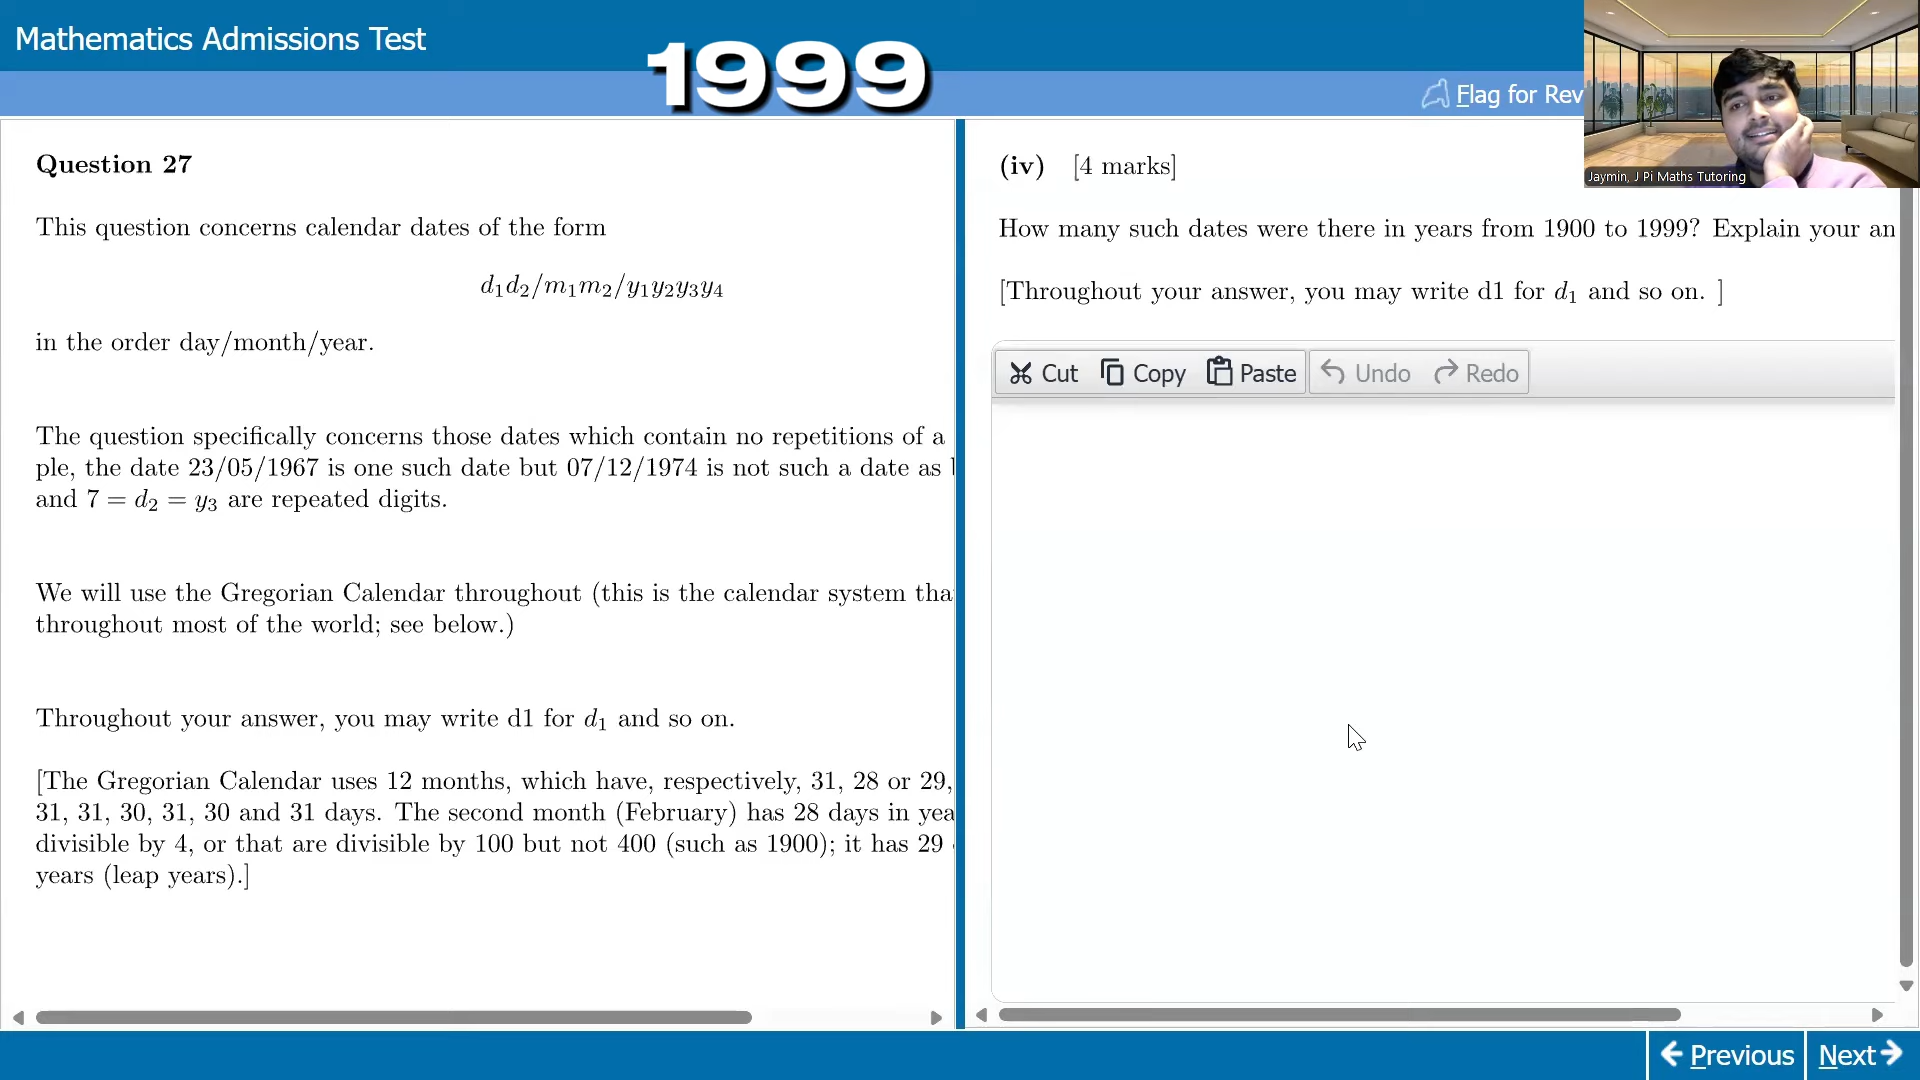 Mathematics Admissions Test
1999
Flag for Rev
Jaymin, J Pi Maths Tutoring
Question 27
This question concerns calendar dates of the form
d₁d₂/m₁m₂/y₁y₂y₃y₄
in the order day/month/year.
The question specifically concerns those dates which contain no repetitions of a
ple, the date 23/05/1967 is one such date but 07/12/1974 is not such a date as
and 7 = d₂ = y₃ are repeated digits.
We will use the Gregorian Calendar throughout (this is the calendar system tha
throughout most of the world; see below.)
Throughout your answer, you may write d1 for d₁ and so on.
[The Gregorian Calendar uses 12 months, which have, respectively, 31, 28 or 29,
31, 31, 30, 31, 30 and 31 days. The second month (February) has 28 days in yea
divisible by 4, or that are divisible by 100 but not 400 (such as 1900); it has 29
years (leap years).]
(iv) [4 marks]
How many such dates were there in years from 1900 to 1999? Explain your an
[Throughout your answer, you may write d1 for d₁ and so on. ]
Cut Copy Paste Undo Redo
Previous Next